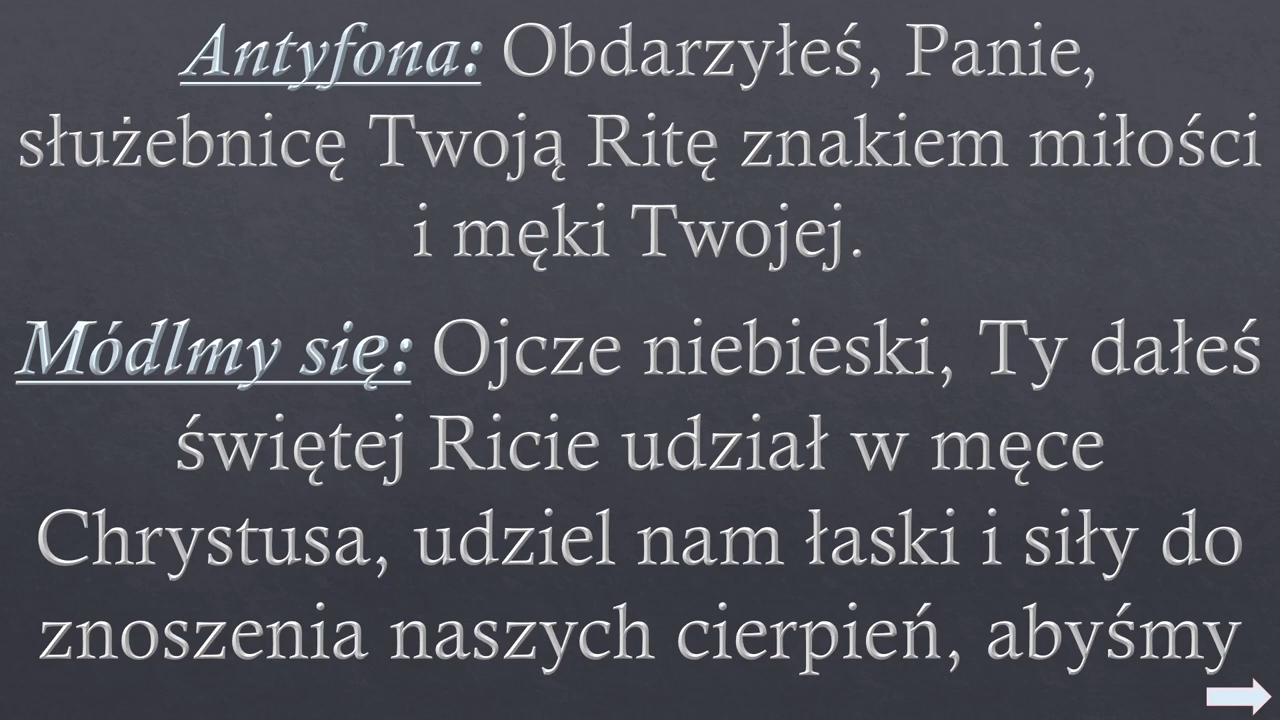 Antyfona: Obdarzyłeś, Panie,
służebnicę Twoją Ritę znakiem miłości
i męki Twojej.
Módlmy się: Ojcze niebieski, Ty dałeś
świętej Ricie udział w męce
Chrystusa, udziel nam łaski i siły do
znoszenia naszych cierpień, abyśmy